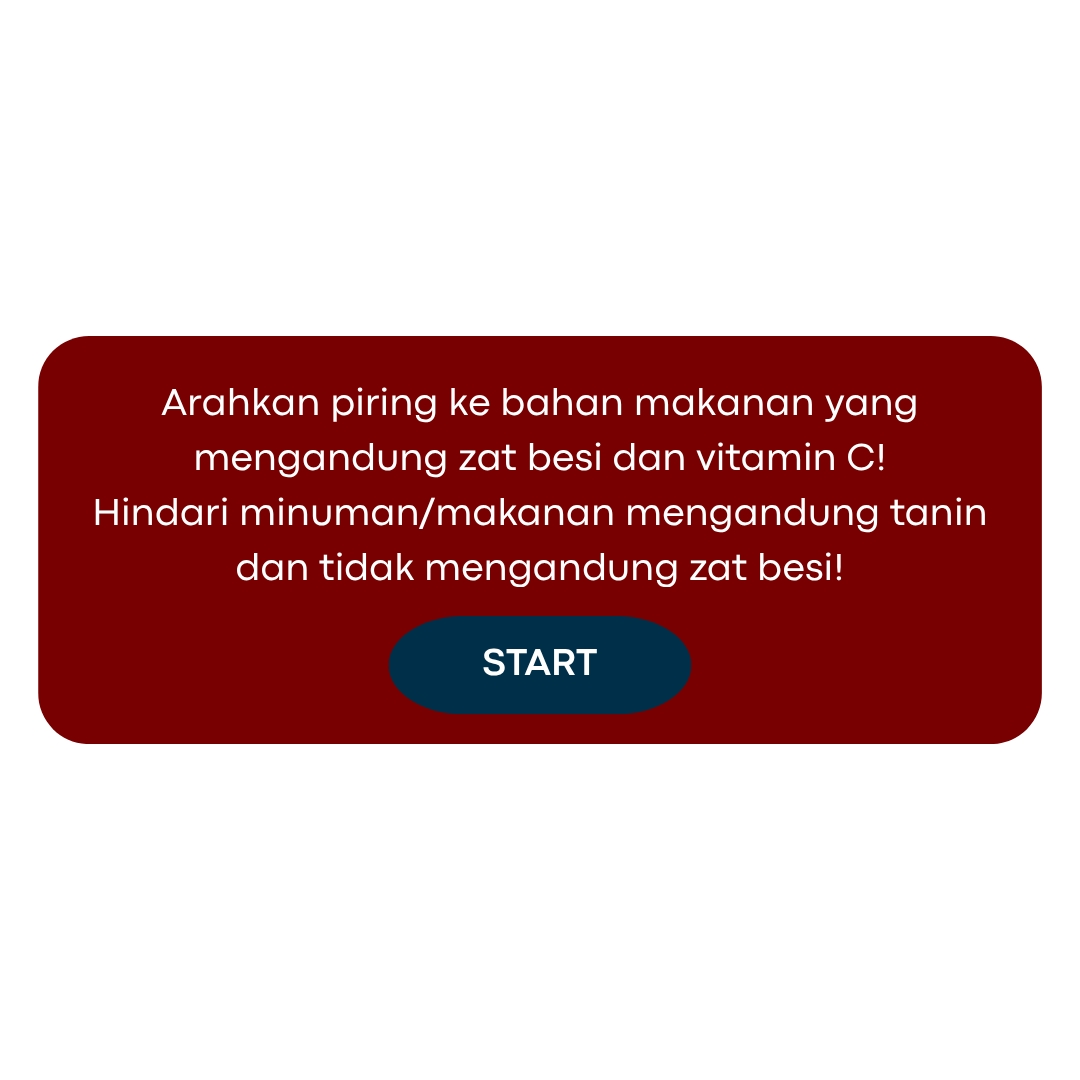 Arahkan piring ke bahan makanan yang
mengandung zat besi dan vitamin C!
Hindari minuman/makanan mengandung tanin
dan tidak mengandung zat besi!
START